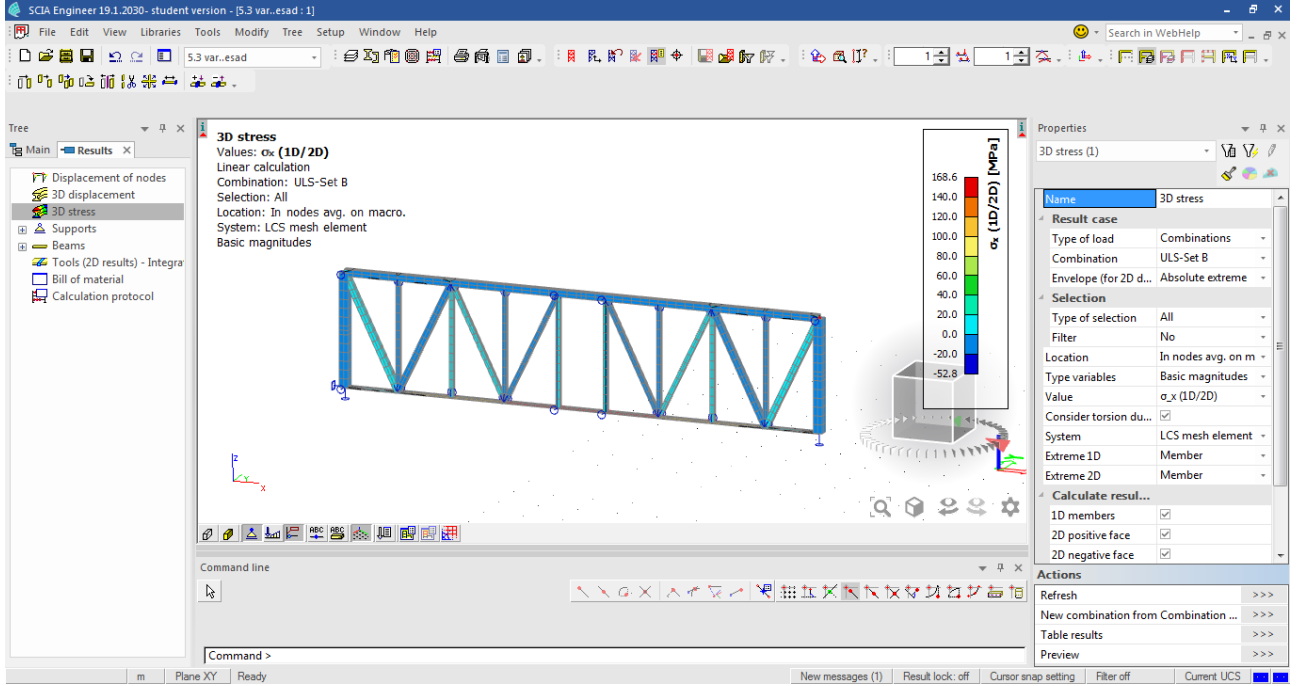 SCIA Engineer 19.1.2030- student version - [5.3 var..esad : 1]
File Edit View Libraries Tools Modify Tree Setup Window Help
Search in WebHelp
5.3 var..esad
1
1
Tree
Main Results
Displacement of nodes
3D displacement
3D stress
Supports
Beams
Tools (2D results) - Integra
Bill of material
Calculation protocol
3D stress
Values: σx (1D/2D)
Linear calculation
Combination: ULS-Set B
Selection: All
Location: In nodes avg. on macro.
System: LCS mesh element
Basic magnitudes
σx (1D/2D) [MPa]
168.6
140.0
120.0
100.0
80.0
60.0
40.0
20.0
0.0
-20.0
-52.8
z
y
x
ABC ABC
Command line
Command >
Properties
3D stress (1)
Name 3D stress
Result case
Type of load Combinations
Combination ULS-Set B
Envelope (for 2D d... Absolute extreme
Selection
Type of selection All
Filter No
Location In nodes avg. on m
Type variables Basic magnitudes
Value σ_x (1D/2D)
Consider torsion du...
System LCS mesh element
Extreme 1D Member
Extreme 2D Member
Calculate resul...
1D members
2D positive face
2D negative face
Actions
Refresh >>>
New combination from Combination ... >>>
Table results >>>
Preview >>>
m Plane XY Ready New messages (1) Result lock: off Cursor snap setting Filter off Current UCS